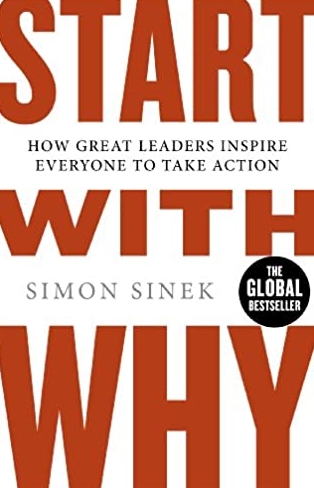 START
HOW GREAT LEADERS INSPIRE
EVERYONE TO TAKE ACTION
WITH
SIMON SINEK
THE
GLOBAL
BESTSELLER
WHY